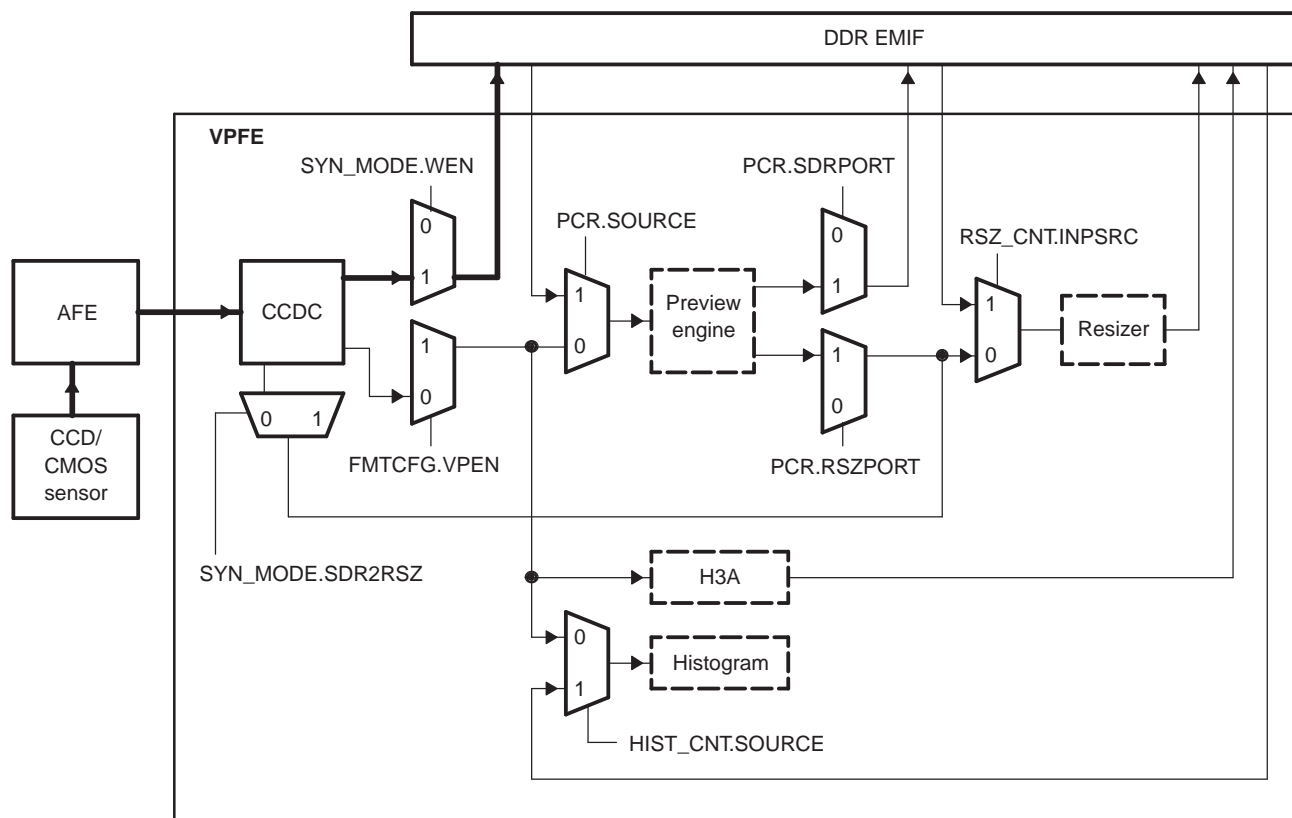 DDR EMIF
VPFE
SYN_MODE.WEN
PCR.SDRPORT
PCR.SOURCE
RSZ_CNT.INPSRC
0
0
AFE
CCDC
1
1
Preview
engine
1
1
Resizer
1
0
1
0
0
0
1
0
CCD/
CMOS
sensor
FMTCFG.VPEN
PCR.RSZPORT
SYN_MODE.SDR2RSZ
H3A
0
Histogram
1
HIST_CNT.SOURCE